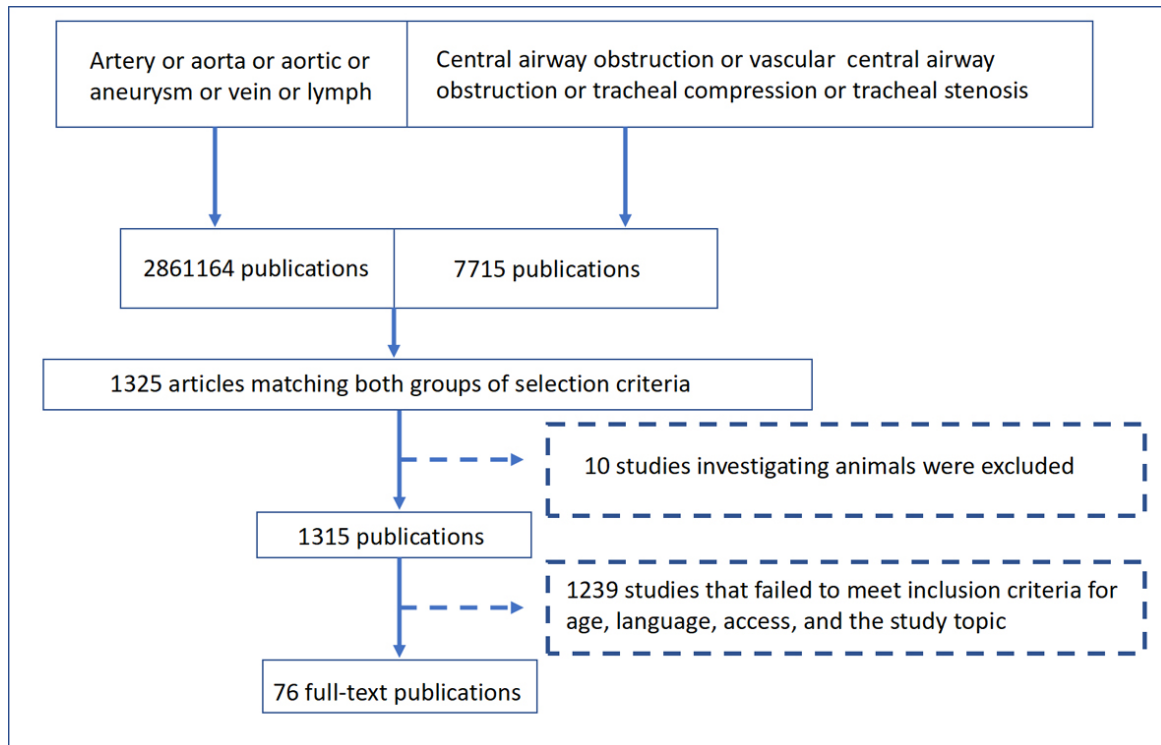 Artery or aorta or aortic or
aneurysm or vein or lymph
Central airway obstruction or vascular central airway
obstruction or tracheal compression or tracheal stenosis
2861164 publications
7715 publications
1325 articles matching both groups of selection criteria
10 studies investigating animals were excluded
1315 publications
1239 studies that failed to meet inclusion criteria for
age, language, access, and the study topic
76 full-text publications